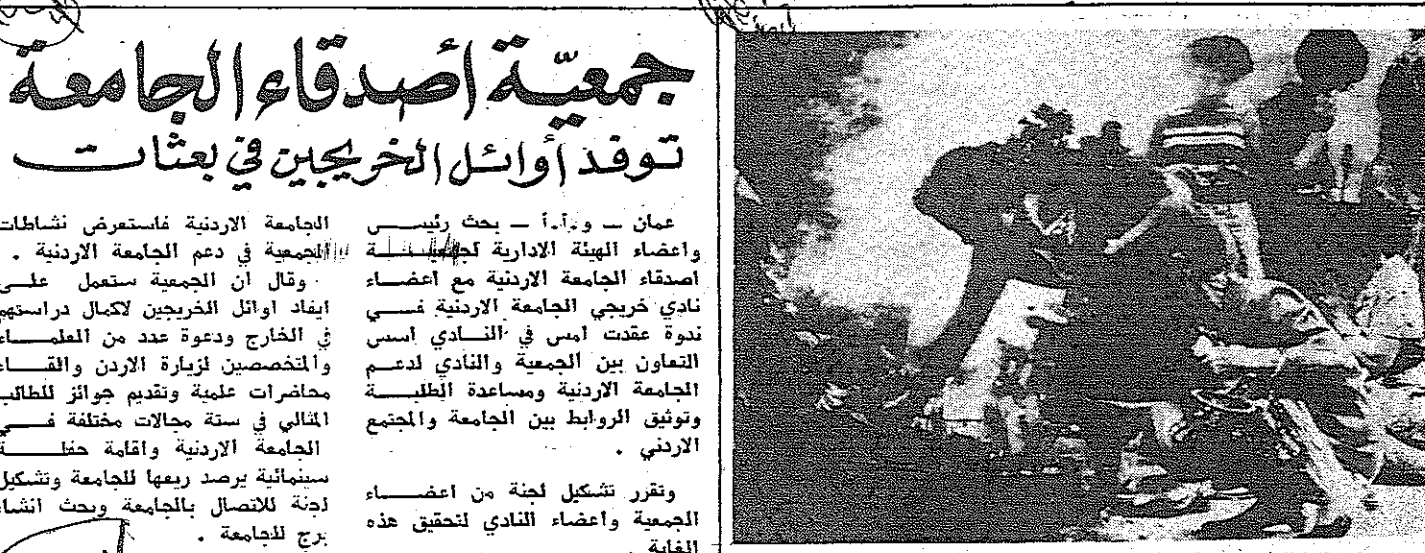 جمعيّة أصدقاء الجامعة
توفد أوائل الخريجين في بعثات
عمان — و.أ.أ — بحث رئيس
واعضاء الهيئة الادارية لجمعية
اصدقاء الجامعة الاردنية مع اعضاء
نادي خريجي الجامعة الاردنية في
ندوة عقدت امس في النادي اسس
التعاون بين الجمعية والنادي لدعم
الجامعة الاردنية ومساعدة الطلبة
وتوثيق الروابط بين الجامعة والمجتمع
الاردني .
وتقرر تشكيل لجنة من اعضاء
الجمعية واعضاء النادي لتحقيق هذه
الغاية
الجامعة الاردنية فاستعرض نشاطات
الجمعية في دعم الجامعة الاردنية .
وقال ان الجمعية ستعمل على
ايفاد اوائل الخريجين لاكمال دراستهم
في الخارج ودعوة عدد من العلماء
والمتخصصين لزيارة الاردن والقاء
محاضرات علمية وتقديم جوائز للطالب
المثالي في ستة مجالات مختلفة في
الجامعة الاردنية واقامة حفلة
سينمائية يرصد ريعها للجامعة وتشكيل
لجنة للاتصال بالجامعة وبحث انشاء
برج للجامعة .